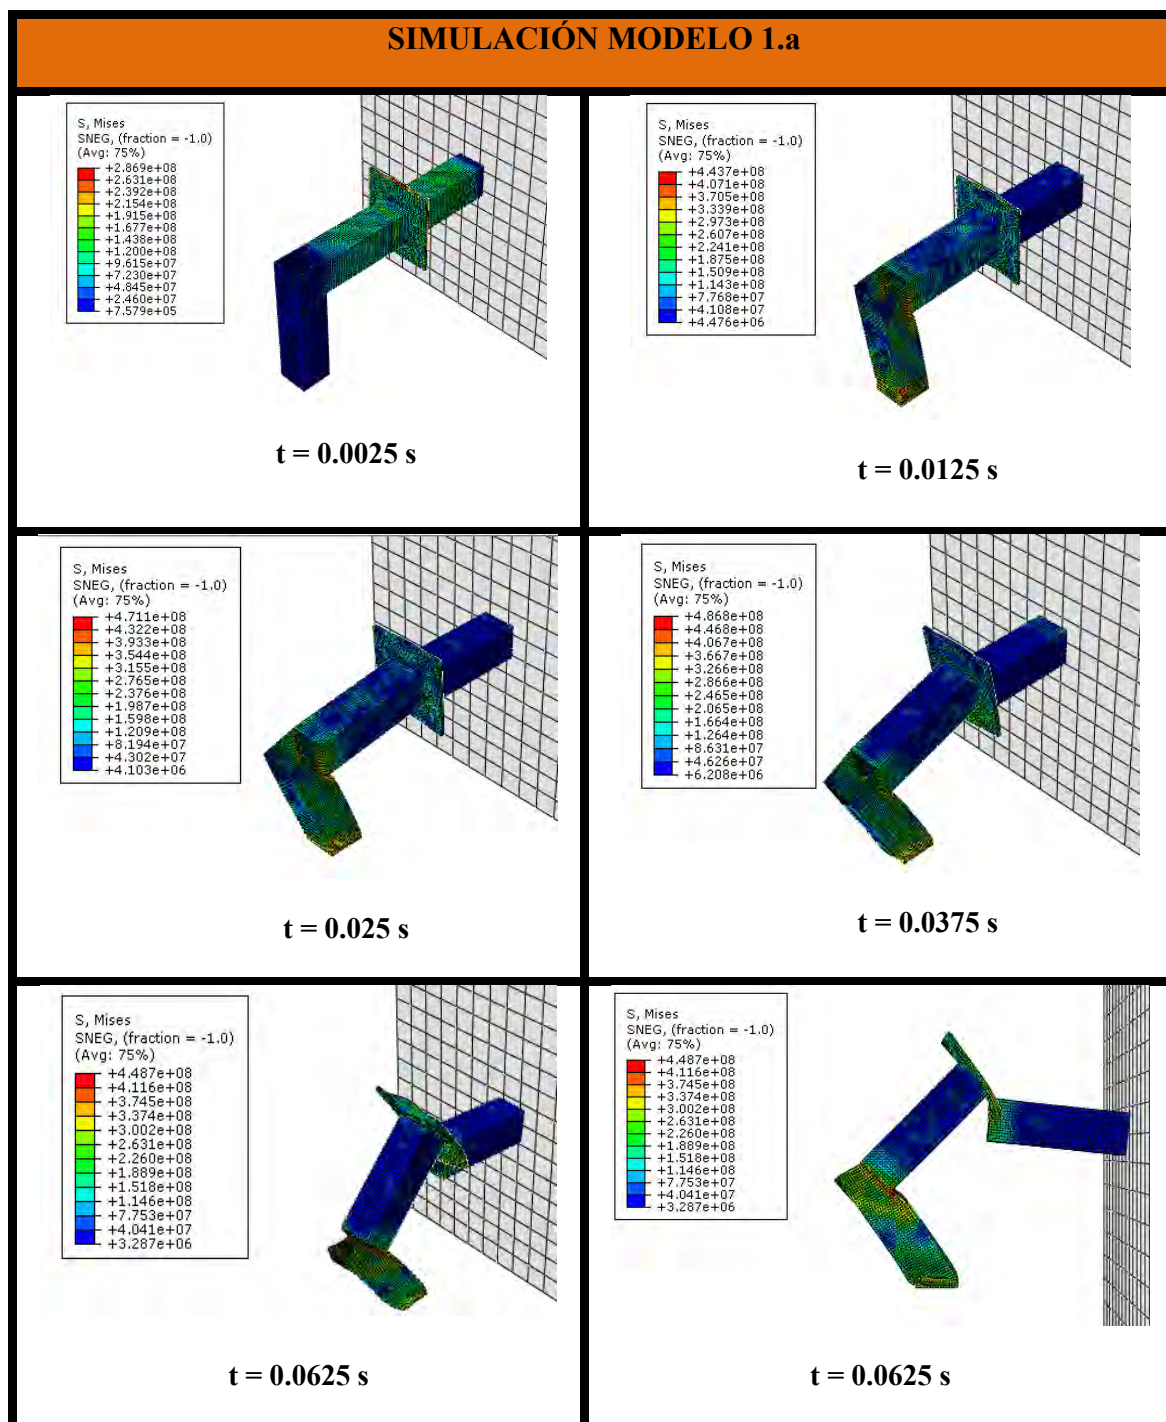 SIMULACIÓN MODELO 1.a
S, Mises
SNEG, (fraction = -1.0)
(Avg: 75%)
+2.869e+08
+2.631e+08
+2.392e+08
+2.154e+08
+1.915e+08
+1.677e+08
+1.438e+08
+1.200e+08
+9.615e+07
+7.230e+07
+4.845e+07
+2.460e+07
+7.579e+05
t = 0.0025 s
S, Mises
SNEG, (fraction = -1.0)
(Avg: 75%)
+4.437e+08
+4.071e+08
+3.705e+08
+3.339e+08
+2.973e+08
+2.607e+08
+2.241e+08
+1.875e+08
+1.509e+08
+1.143e+08
+7.768e+07
+4.108e+07
+4.476e+06
t = 0.0125 s
S, Mises
SNEG, (fraction = -1.0)
(Avg: 75%)
+4.711e+08
+4.322e+08
+3.933e+08
+3.544e+08
+3.155e+08
+2.765e+08
+2.376e+08
+1.987e+08
+1.598e+08
+1.209e+08
+8.194e+07
+4.302e+07
+4.103e+06
t = 0.025 s
S, Mises
SNEG, (fraction = -1.0)
(Avg: 75%)
+4.868e+08
+4.468e+08
+4.067e+08
+3.667e+08
+3.266e+08
+2.866e+08
+2.465e+08
+2.065e+08
+1.664e+08
+1.264e+08
+8.631e+07
+4.626e+07
+6.208e+06
t = 0.0375 s
S, Mises
SNEG, (fraction = -1.0)
(Avg: 75%)
+4.487e+08
+4.116e+08
+3.745e+08
+3.374e+08
+3.002e+08
+2.631e+08
+2.260e+08
+1.889e+08
+1.518e+08
+1.146e+08
+7.753e+07
+4.041e+07
+3.287e+06
t = 0.0625 s
S, Mises
SNEG, (fraction = -1.0)
(Avg: 75%)
+4.487e+08
+4.116e+08
+3.745e+08
+3.374e+08
+3.002e+08
+2.631e+08
+2.260e+08
+1.889e+08
+1.518e+08
+1.146e+08
+7.753e+07
+4.041e+07
+3.287e+06
t = 0.0625 s